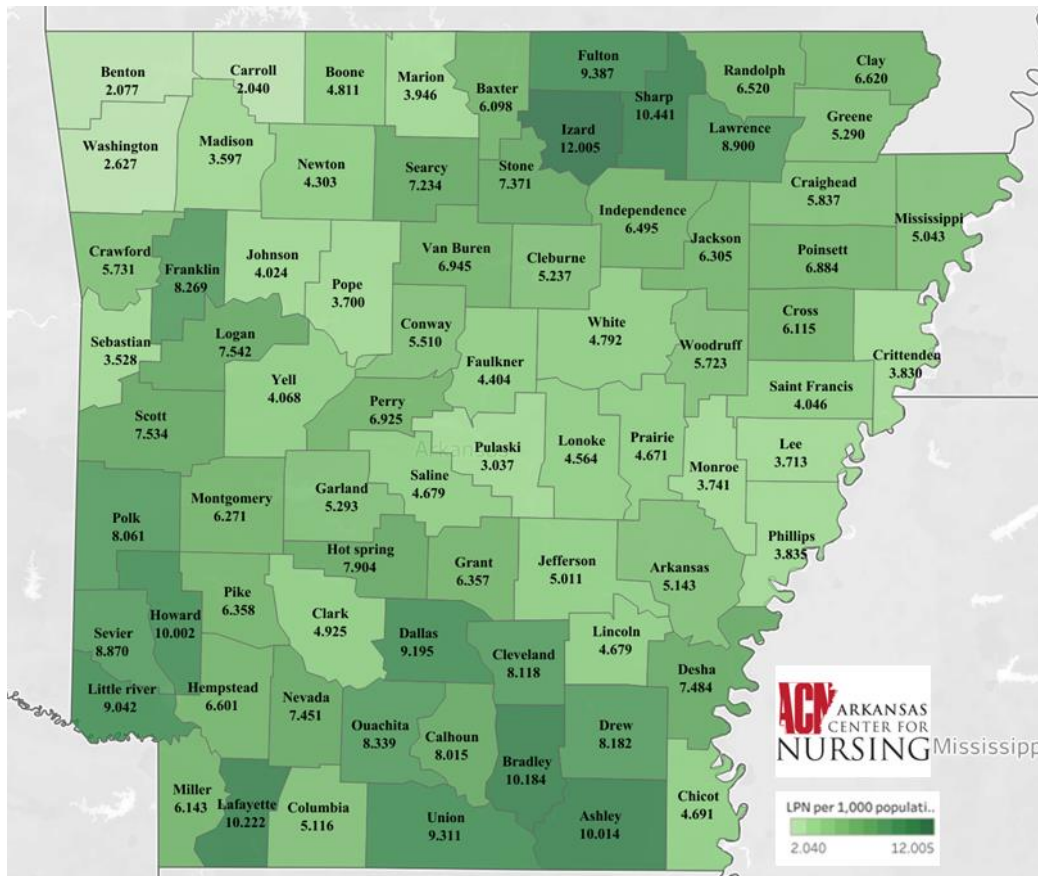 Benton
2.077
Carroll
2.040
Boone
4.811
Marion
3.946
Baxter
6.098
Fulton
9.387
Sharp
10.441
Randolph
6.520
Clay
6.620
Greene
5.290
Washington
2.627
Madison
3.597
Newton
4.303
Searcy
7.234
Stone
7.371
Izard
12.005
Lawrence
8.900
Craighead
5.837
Mississippi
5.043
Crawford
5.731
Franklin
8.269
Johnson
4.024
Pope
3.700
Van Buren
6.945
Cleburne
5.237
Independence
6.495
Jackson
6.305
Poinsett
6.884
Sebastian
3.528
Logan
7.542
Yell
4.068
Conway
5.510
Faulkner
4.404
White
4.792
Woodruff
5.723
Cross
6.115
Crittenden
3.830
Saint Francis
4.046
Scott
7.534
Perry
6.925
Arkansas
Saline
4.679
Pulaski
3.037
Lonoke
4.564
Prairie
4.671
Monroe
3.741
Lee
3.713
Polk
8.061
Montgomery
6.271
Garland
5.293
Hot spring
7.904
Grant
6.357
Jefferson
5.011
Arkansas
5.143
Phillips
3.835
Howard
10.002
Pike
6.358
Clark
4.925
Dallas
9.195
Cleveland
8.118
Lincoln
4.679
Desha
7.484
Sevier
8.870
Little river
9.042
Hempstead
6.601
Nevada
7.451
Ouachita
8.339
Calhoun
8.015
Bradley
10.184
Drew
8.182
Miller
6.143
Lafayette
10.222
Columbia
5.116
Union
9.311
Ashley
10.014
Chicot
4.691
ACN ARKANSAS
CENTER FOR
NURSING
Mississipp
LPN per 1,000 populati..
2.040 12.005